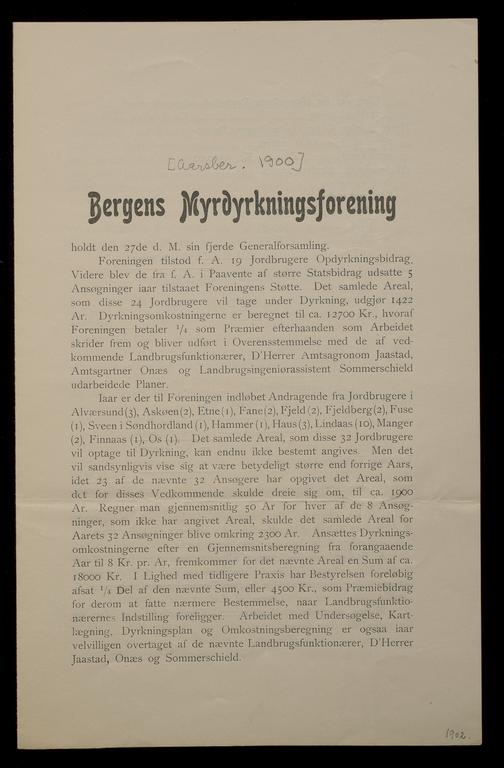 [Aarsber. 1900]
Bergens Myrdyrkningsforening
holdt den 27de d. M. sin fjerde Generalforsamling.
Foreningen tilstod f. A. 19 Jordbrugere Opdyrkningsbidrag.
Videre blev de fra f. A. i Paavente af større Statsbidrag udsatte 5
Ansøgninger iaar tilstaaet Foreningens Støtte. Det samlede Areal,
som disse 24 Jordbrugere vil tage under Dyrkning, udgjør 1422
Ar. Dyrkningsomkostningerne er beregnet til ca. 12700 Kr., hvoraf
Foreningen betaler 1/4 som Præmier efterhaanden som Arbeidet
skrider frem og bliver udført i Overensstemmelse med de af ved-
kommende Landbrugsfunktionærer, D'Herrer Amtsagronom Jaastad,
Amtsgartner Onæs og Landbrugsingeniørassistent Sommerschield
udarbeidede Planer.
Iaar er der til Foreningen indløbet Andragende fra Jordbrugere i
Alværsund (3), Askøen (2), Etne (1), Fane (2), Fjeld (2), Fjeldberg (2), Fuse
(1), Sveen i Søndhordland (1), Hammer (1), Haus (3), Lindaas (10), Manger
(2), Finnaas (1), Os (1). Det samlede Areal, som disse 32 Jordbrugere
vil optage til Dyrkning, kan endnu ikke bestemt angives. Men det
vil sandsynligvis vise sig at være betydeligt større end forrige Aars,
idet 23 af de nævnte 32 Ansøgere har opgivet det Areal, som
det for disses Vedkommende skulde dreie sig om, til ca. 1900
Ar. Regner man gjennemsnitlig 50 Ar for hver af de 8 Ansøg-
ninger, som ikke har angivet Areal, skulde det samlede Areal for
Aarets 32 Ansøgninger blive omkring 2300 Ar. Ansættes Dyrknings-
omkostningerne efter en Gjennemsnitsberegning fra forangaaende
Aar til 8 Kr. pr. Ar, fremkommer for det nævnte Areal en Sum af ca.
18000 Kr. I Lighed med tidligere Praxis har Bestyrelsen foreløbig
afsat 1/4 Del af den nævnte Sum, eller 4500 Kr., som Præmiebidrag
for derom at fatte nærmere Bestemmelse, naar Landbrugsfunktio-
nærernes Indstilling foreligger. Arbeidet med Undersøgelse, Kart-
lægning, Dyrkningsplan og Omkostningsberegning er ogsaa iaar
velvilligen overtaget af de nævnte Landbrugsfunktionærer, D'Herrer
Jaastad, Onæs og Sommerschield.
1902.